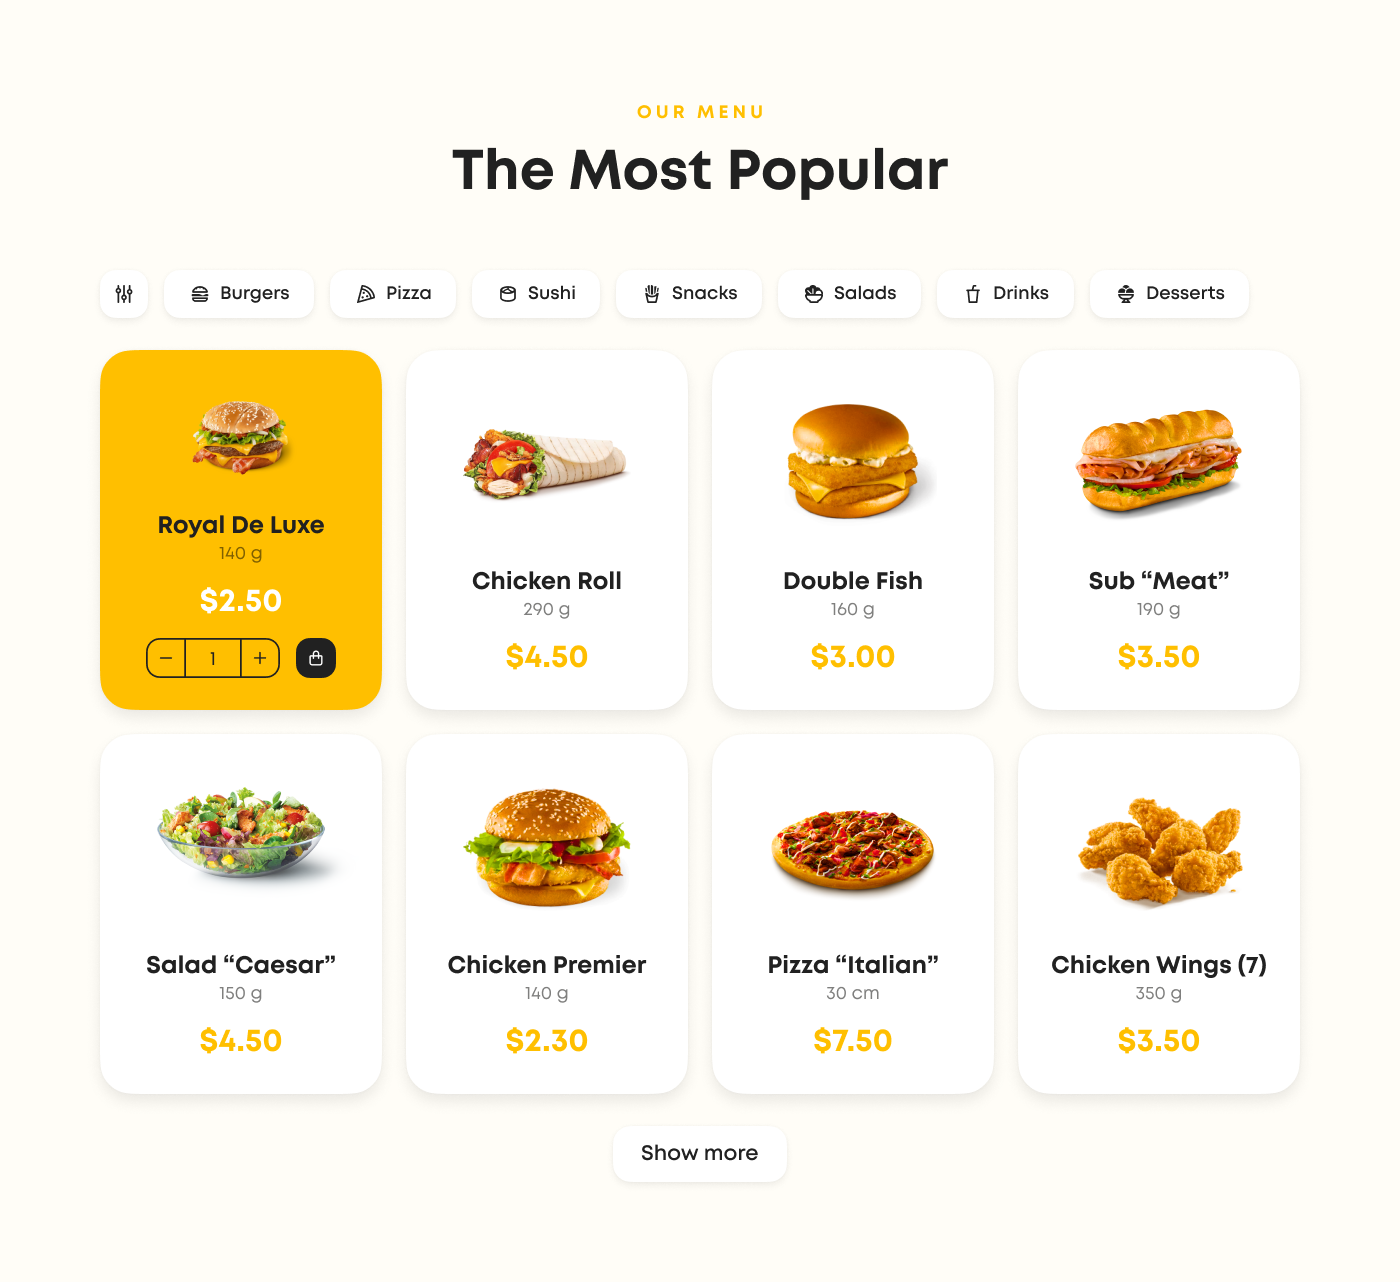 OUR MENU
The Most Popular
Burgers
Pizza
Sushi
Snacks
Salads
Drinks
Desserts
Royal De Luxe
140 g
$2.50
− 1 +
Chicken Roll
290 g
$4.50
Double Fish
160 g
$3.00
Sub “Meat”
190 g
$3.50
Salad “Caesar”
150 g
$4.50
Chicken Premier
140 g
$2.30
Pizza “Italian”
30 cm
$7.50
Chicken Wings (7)
350 g
$3.50
Show more